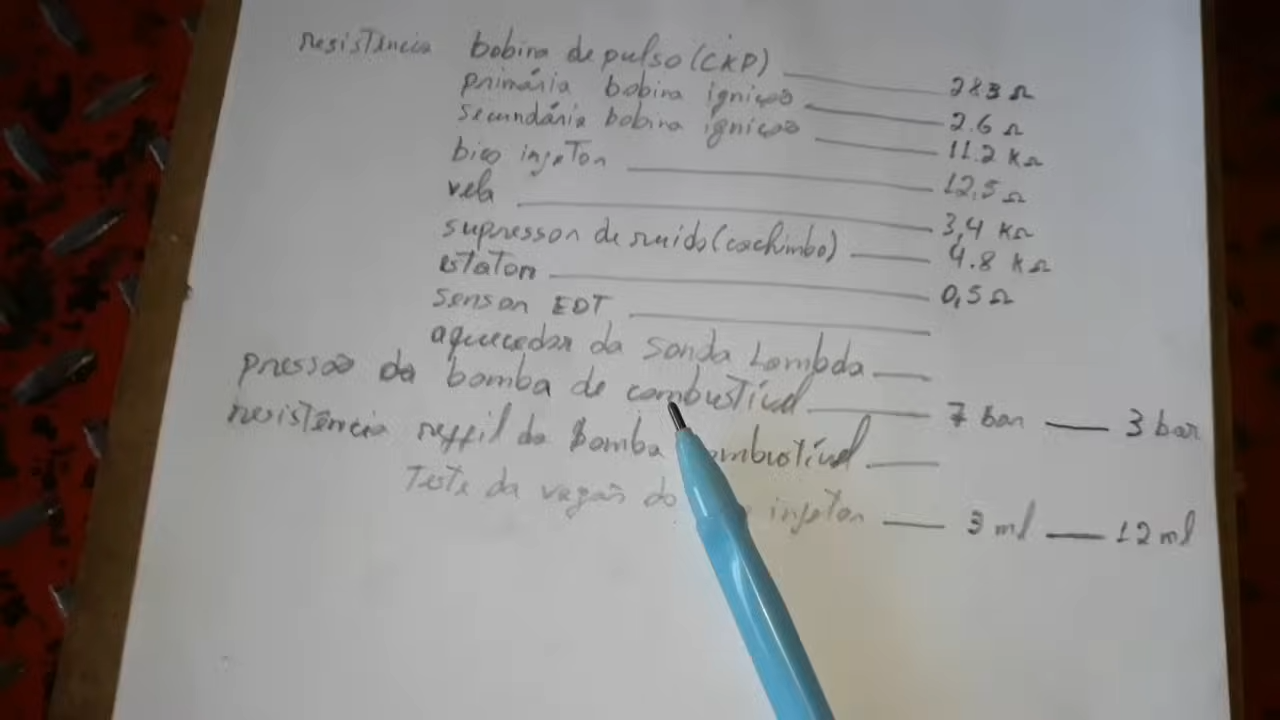 resistência bobina de pulso (CKP) 283 Ω
primária bobina ignição 2.6 Ω
secundária bobina ignição 11.2 KΩ
bico injetor 12,5 Ω
vela 3,4 KΩ
supressor de ruido (cachimbo) 4.8 KΩ
estator 0,5 Ω
sensor EOT
aquecedor da sonda Lambda
pressão da bomba de combustível 7 bar — 3 bar
resistência reffil da bomba combustível
Teste da vazão do injetor — 3 ml — 12 ml